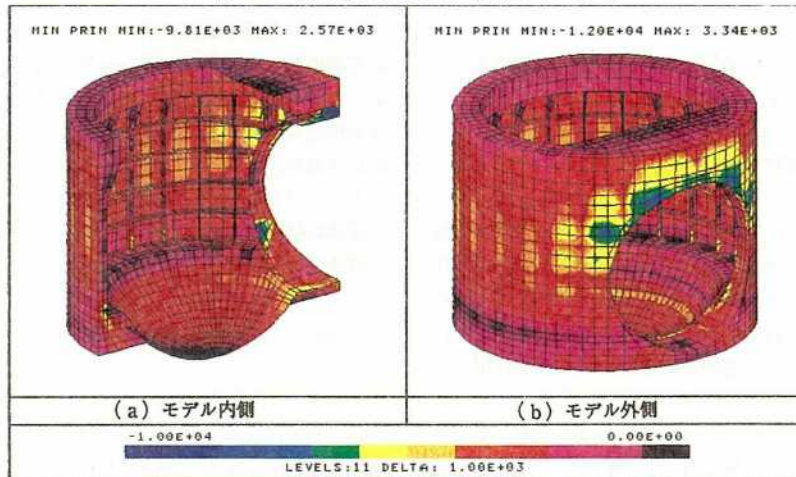 MIN PRIN MIN:-9.81E+03 MAX: 2.57E+03
MIN PRIN MIN:-1.20E+04 MAX: 3.34E+03
(a) モデル内側
(b) モデル外側
-1.00E+04 0.00E+00
LEVELS:11 DELTA: 1.00E+03